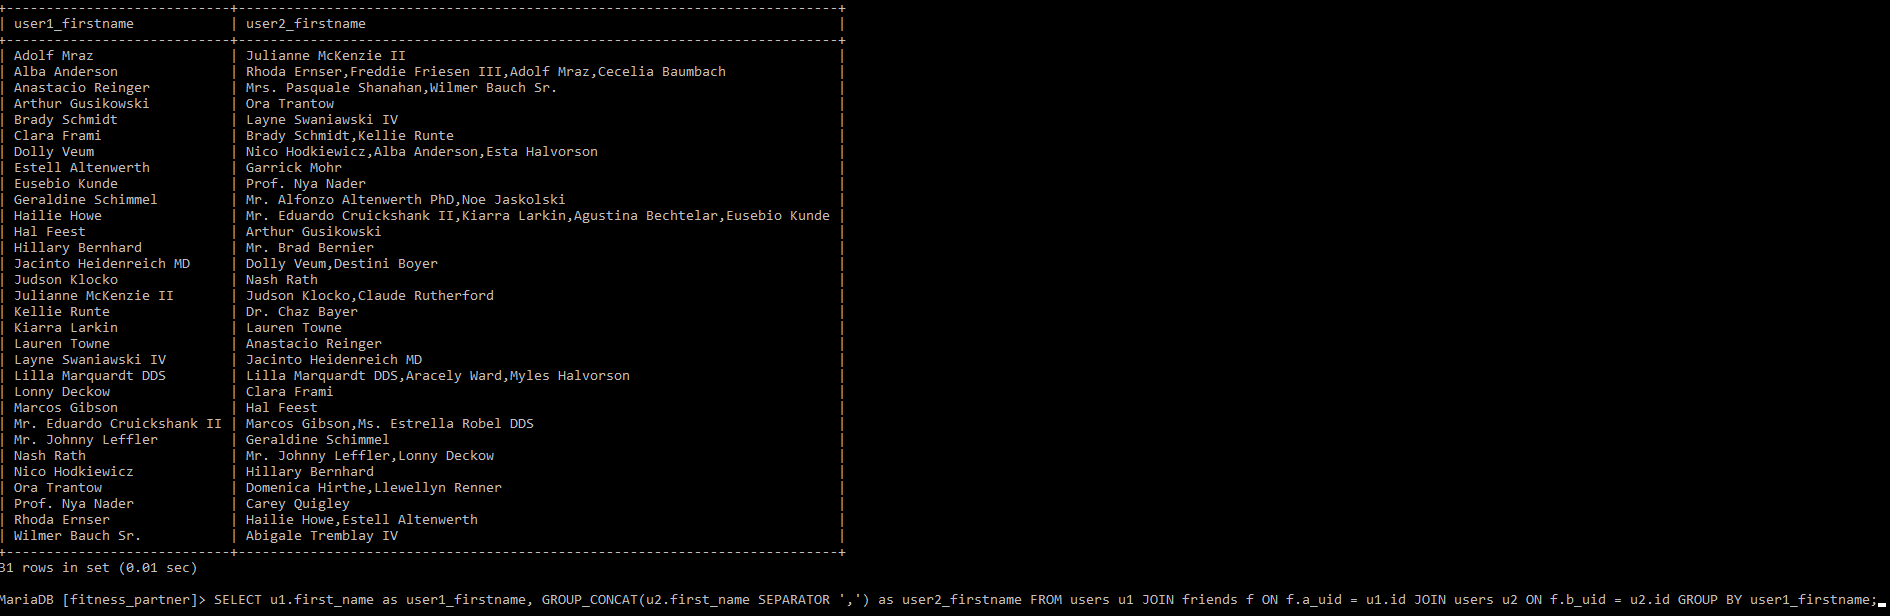 +----------------------------+---------------------------------------------------------------------------+
| user1_firstname            | user2_firstname                                                           |
+----------------------------+---------------------------------------------------------------------------+
| Adolf Mraz                 | Julianne McKenzie II                                                      |
| Alba Anderson              | Rhoda Ernser,Freddie Friesen III,Adolf Mraz,Cecelia Baumbach              |
| Anastacio Reinger          | Mrs. Pasquale Shanahan,Wilmer Bauch Sr.                                   |
| Arthur Gusikowski          | Ora Trantow                                                               |
| Brady Schmidt              | Layne Swaniawski IV                                                       |
| Clara Frami                | Brady Schmidt,Kellie Runte                                                |
| Dolly Veum                 | Nico Hodkiewicz,Alba Anderson,Esta Halvorson                              |
| Estell Altenwerth          | Garrick Mohr                                                              |
| Eusebio Kunde              | Prof. Nya Nader                                                           |
| Geraldine Schimmel         | Mr. Alfonzo Altenwerth PhD,Noe Jaskolski                                  |
| Hailie Howe                | Mr. Eduardo Cruickshank II,Kiarra Larkin,Agustina Bechtelar,Eusebio Kunde |
| Hal Feest                  | Arthur Gusikowski                                                         |
| Hillary Bernhard           | Mr. Brad Bernier                                                          |
| Jacinto Heidenreich MD     | Dolly Veum,Destini Boyer                                                  |
| Judson Klocko              | Nash Rath                                                                 |
| Julianne McKenzie II       | Judson Klocko,Claude Rutherford                                           |
| Kellie Runte               | Dr. Chaz Bayer                                                            |
| Kiarra Larkin              | Lauren Towne                                                              |
| Lauren Towne               | Anastacio Reinger                                                         |
| Layne Swaniawski IV        | Jacinto Heidenreich MD                                                    |
| Lilla Marquardt DDS        | Lilla Marquardt DDS,Aracely Ward,Myles Halvorson                          |
| Lonny Deckow               | Clara Frami                                                               |
| Marcos Gibson              | Hal Feest                                                                 |
| Mr. Eduardo Cruickshank II | Marcos Gibson,Ms. Estrella Robel DDS                                      |
| Mr. Johnny Leffler         | Geraldine Schimmel                                                        |
| Nash Rath                  | Mr. Johnny Leffler,Lonny Deckow                                           |
| Nico Hodkiewicz            | Hillary Bernhard                                                          |
| Ora Trantow                | Domenica Hirthe,Llewellyn Renner                                          |
| Prof. Nya Nader            | Carey Quigley                                                             |
| Rhoda Ernser               | Hailie Howe,Estell Altenwerth                                             |
| Wilmer Bauch Sr.           | Abigale Tremblay IV                                                       |
+----------------------------+---------------------------------------------------------------------------+
31 rows in set (0.01 sec)
MariaDB [fitness_partner]> SELECT u1.first_name as user1_firstname, GROUP_CONCAT(u2.first_name SEPARATOR ',') as user2_firstname FROM users u1 JOIN friends f ON f.a_uid = u1.id JOIN users u2 ON f.b_uid = u2.id GROUP BY user1_firstname;